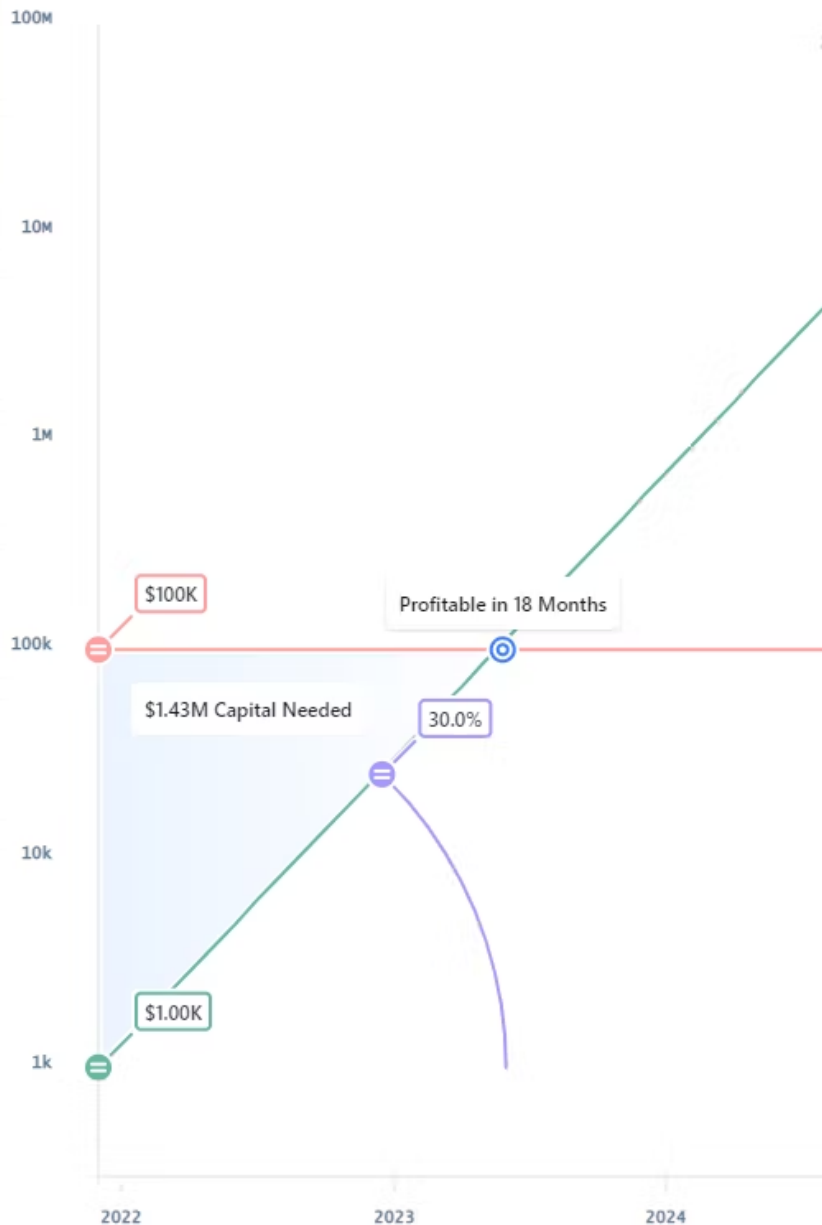 100M
10M
1M
$100K
Profitable in 18 Months
100k
$1.43M Capital Needed
30.0%
10k
$1.00K
1k
2022 2023 2024